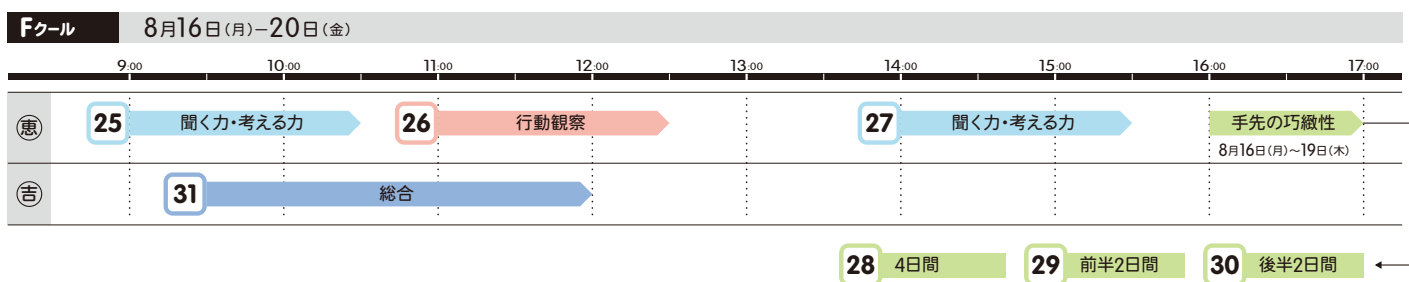 Fクール 8月16日(月)−20日(金)
9:00 10:00 11:00 12:00 13:00 14:00 15:00 16:00 17:00
恵 25 聞く力・考える力 26 行動観察 27 聞く力・考える力 手先の巧緻性
8月16日(月)〜19日(木)
吉 31 総合
28 4日間 29 前半2日間 30 後半2日間